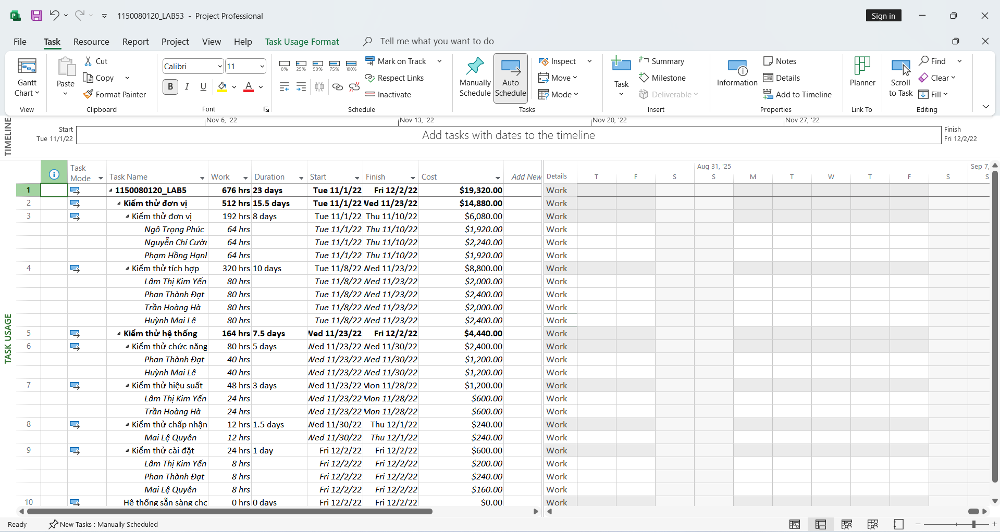 1150080120_LAB53 - Project Professional
Sign in
File Task Resource Report Project View Help Task Usage Format Tell me what you want to do
Gantt Chart
View
Paste
Cut
Copy
Format Painter
Clipboard
Calibri 11
B I U A
Font
0% 25% 50% 75% 100%
Mark on Track
Respect Links
Inactivate
Schedule
Manually Schedule
Auto Schedule
Inspect
Move
Mode
Tasks
Task
Summary
Milestone
Deliverable
Insert
Information
Notes
Details
Add to Timeline
Properties
Planner
Link To
Scroll to Task
Find
Clear
Fill
Editing
TIMELINE
Nov 6, '22 Nov 13, '22 Nov 20, '22 Nov 27, '22
Start
Tue 11/1/22
Add tasks with dates to the timeline
Finish
Fri 12/2/22
TASK USAGE
Task Mode Task Name Work Duration Start Finish Cost Add New Details
Aug 31, '25 Sep 7,
T F S S M T W T F S S
1 1150080120_LAB5 676 hrs 23 days Tue 11/1/22 Fri 12/2/22 $19,320.00 Work
2 Kiểm thử đơn vị 512 hrs 15.5 days Tue 11/1/22 Wed 11/23/22 $14,880.00 Work
3 Kiểm thử đơn vị 192 hrs 8 days Tue 11/1/22 Thu 11/10/22 $6,080.00 Work
Ngô Trọng Phúc 64 hrs Tue 11/1/22 Thu 11/10/22 $1,920.00 Work
Nguyễn Chí Cườn 64 hrs Tue 11/1/22 Thu 11/10/22 $2,240.00 Work
Phạm Hồng Hạnh 64 hrs Tue 11/1/22 Thu 11/10/22 $1,920.00 Work
4 Kiểm thử tích hợp 320 hrs 10 days Tue 11/8/22 Wed 11/23/22 $8,800.00 Work
Lâm Thị Kim Yến 80 hrs Tue 11/8/22 Wed 11/23/22 $2,000.00 Work
Phan Thành Đạt 80 hrs Tue 11/8/22 Wed 11/23/22 $2,400.00 Work
Trần Hoàng Hà 80 hrs Tue 11/8/22 Wed 11/23/22 $2,000.00 Work
Huỳnh Mai Lê 80 hrs Tue 11/8/22 Wed 11/23/22 $2,400.00 Work
5 Kiểm thử hệ thống 164 hrs 7.5 days Wed 11/23/22 Fri 12/2/22 $4,440.00 Work
6 Kiểm thử chức năng 80 hrs 5 days Wed 11/23/22 Wed 11/30/22 $2,400.00 Work
Phan Thành Đạt 40 hrs Wed 11/23/22 Wed 11/30/22 $1,200.00 Work
Huỳnh Mai Lê 40 hrs Wed 11/23/22 Wed 11/30/22 $1,200.00 Work
7 Kiểm thử hiệu suất 48 hrs 3 days Wed 11/23/22 Mon 11/28/22 $1,200.00 Work
Lâm Thị Kim Yến 24 hrs Wed 11/23/22 Mon 11/28/22 $600.00 Work
Trần Hoàng Hà 24 hrs Wed 11/23/22 Mon 11/28/22 $600.00 Work
8 Kiểm thử chấp nhận 12 hrs 1.5 days Wed 11/30/22 Thu 12/1/22 $240.00 Work
Mai Lệ Quyên 12 hrs Wed 11/30/22 Thu 12/1/22 $240.00 Work
9 Kiểm thử cài đặt 24 hrs 1 day Fri 12/2/22 Fri 12/2/22 $600.00 Work
Lâm Thị Kim Yến 8 hrs Fri 12/2/22 Fri 12/2/22 $200.00 Work
Phan Thành Đạt 8 hrs Fri 12/2/22 Fri 12/2/22 $240.00 Work
Mai Lệ Quyên 8 hrs Fri 12/2/22 Fri 12/2/22 $160.00 Work
10 Hệ thống sẵn sàng chc 0 hrs 0 days Fri 12/2/22 Fri 12/2/22 $0.00 Work
Ready New Tasks : Manually Scheduled